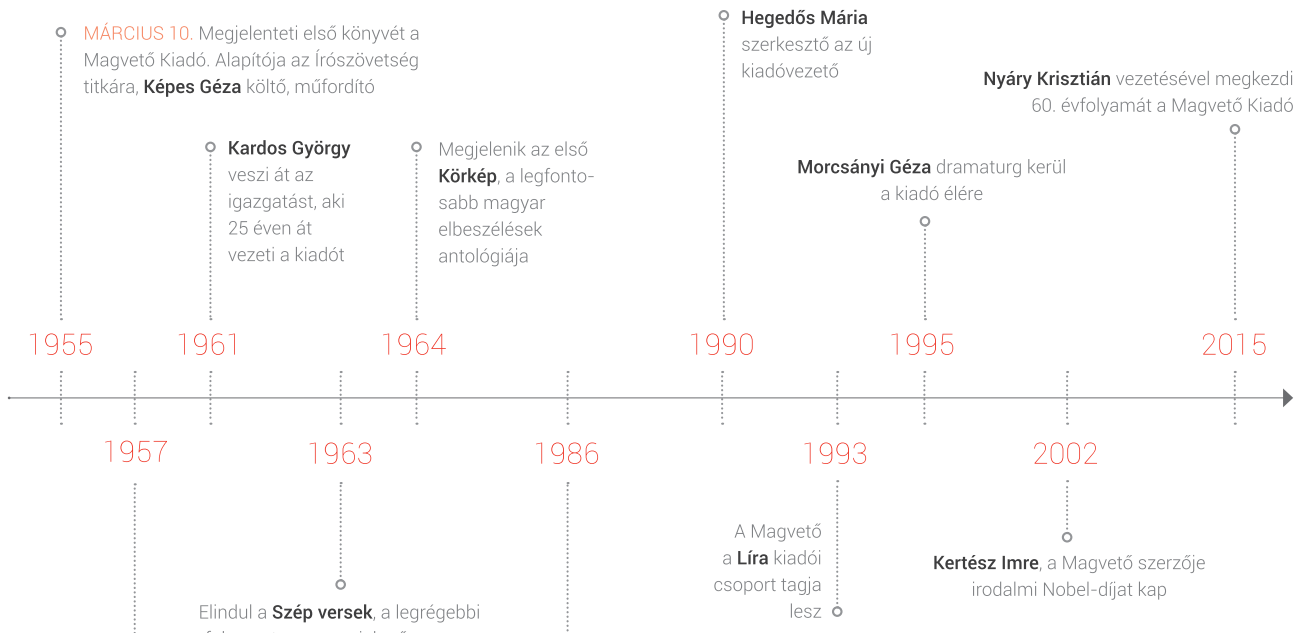 MÁRCIUS 10. Megjelenteti első könyvét a
Magvető Kiadó. Alapítója az Írószövetség
titkára, Képes Géza költő, műfordító
Kardos György
veszi át az
igazgatást, aki
25 éven át
vezeti a kiadót
Megjelenik az első
Körkép, a legfonto-
sabb magyar
elbeszélések
antológiája
Hegedős Mária
szerkesztő az új
kiadóvezető
Morcsányi Géza dramaturg kerül
a kiadó élére
Nyáry Krisztián vezetésével megkezdi
60. évfolyamát a Magvető Kiadó
1955
1961
1964
1990
1995
2015
1957
1963
1986
1993
2002
Elindul a Szép versek, a legrégebbi
A Magvető
a Líra kiadói
csoport tagja
lesz
Kertész Imre, a Magvető szerzője
irodalmi Nobel-díjat kap